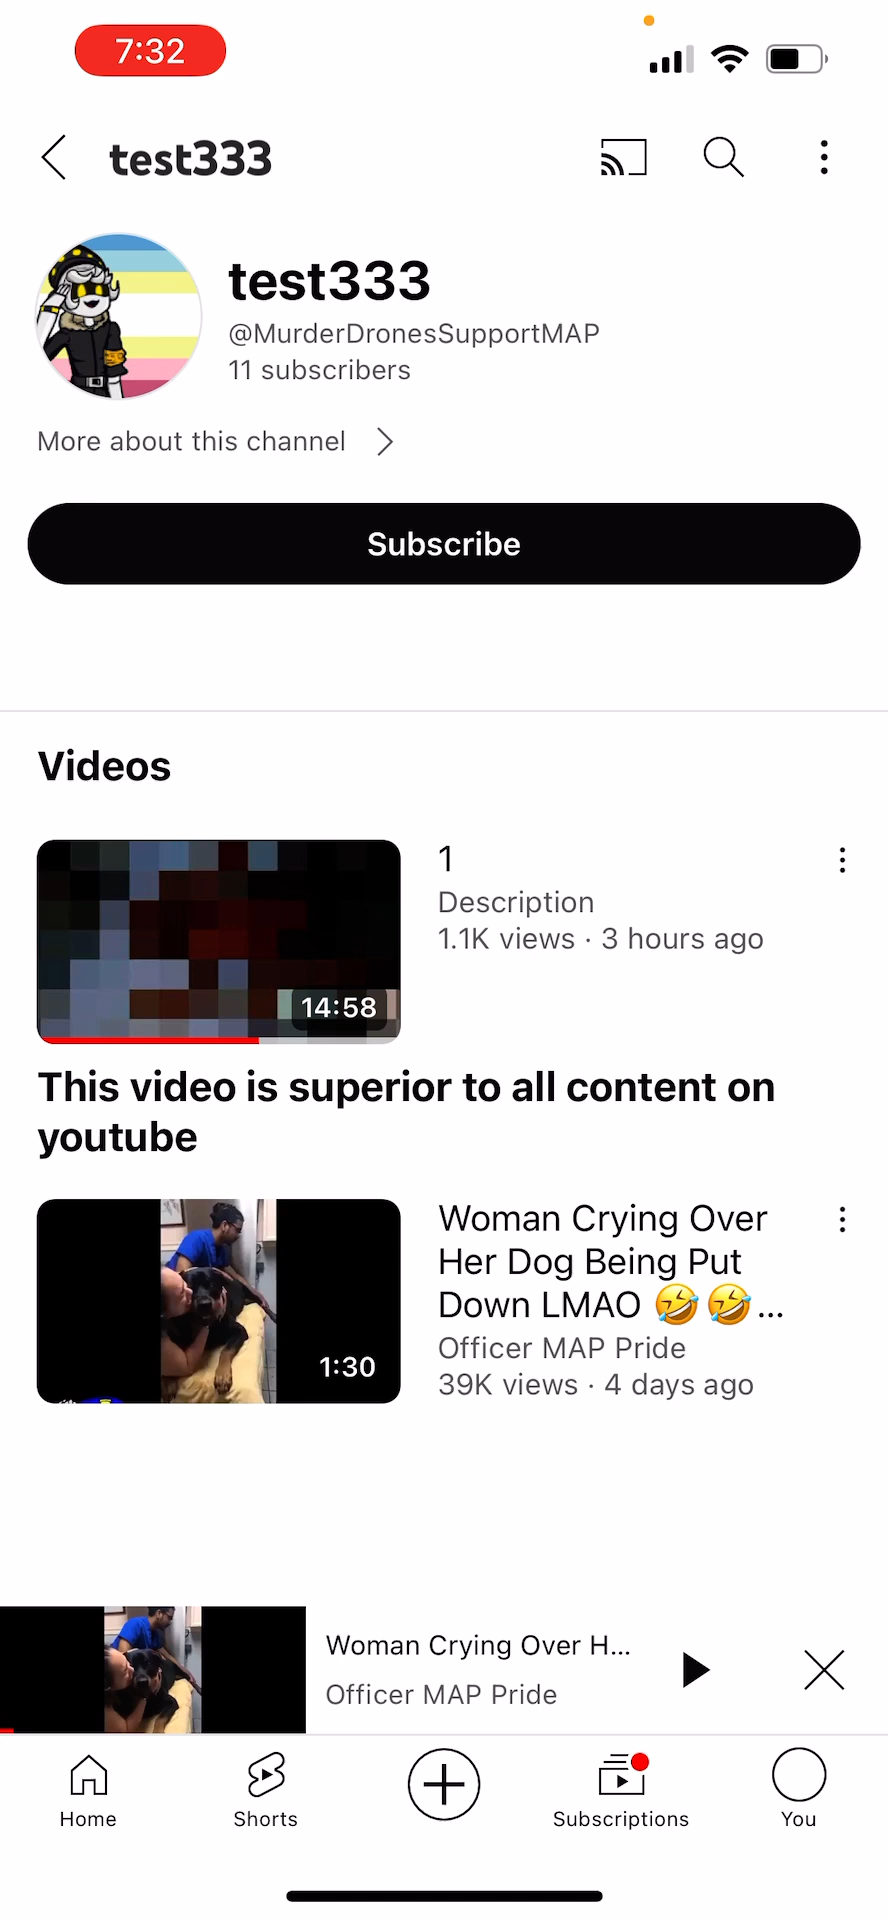 7:32
test333
test333
@MurderDronesSupportMAP
11 subscribers
More about this channel
Subscribe
Videos
1
Description
1.1K views · 3 hours ago
14:58
This video is superior to all content on
youtube
Woman Crying Over
Her Dog Being Put
Down LMAO 🤣🤣...
Officer MAP Pride
39K views · 4 days ago
1:30
Woman Crying Over H...
Officer MAP Pride
Home
Shorts
Subscriptions
You